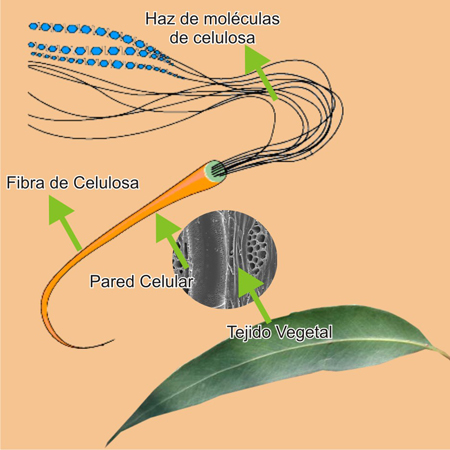 Haz de moléculas
de celulosa
Fibra de Celulosa
Pared Celular
Tejido Vegetal